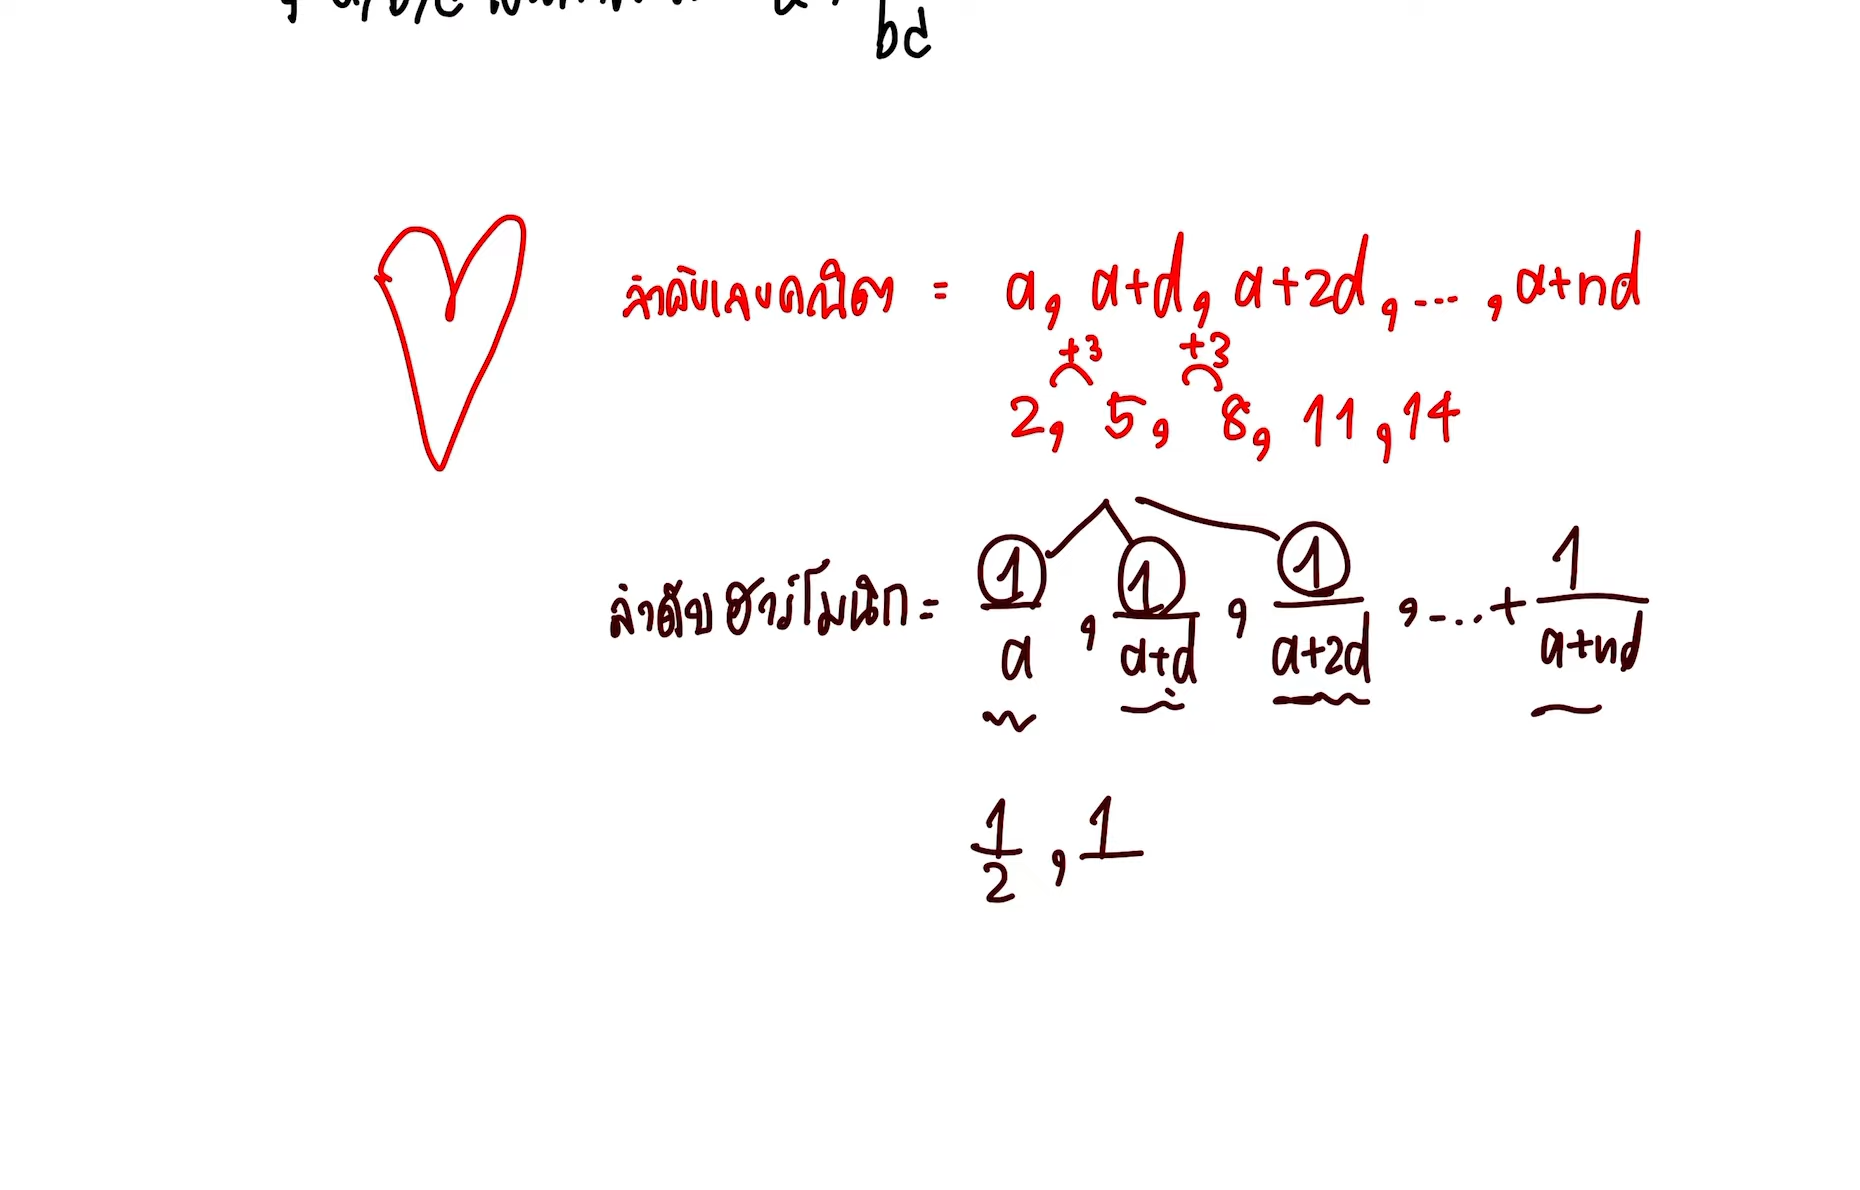 bd
ลำดับเลขคณิต = a, a+d, a+2d, ... , a+nd
+3 +3
2, 5, 8, 11, 14
ลำดับฮาร์โมนิก = 1/a , 1/a+d , 1/a+2d , ... + 1/a+nd
1/2 , 1